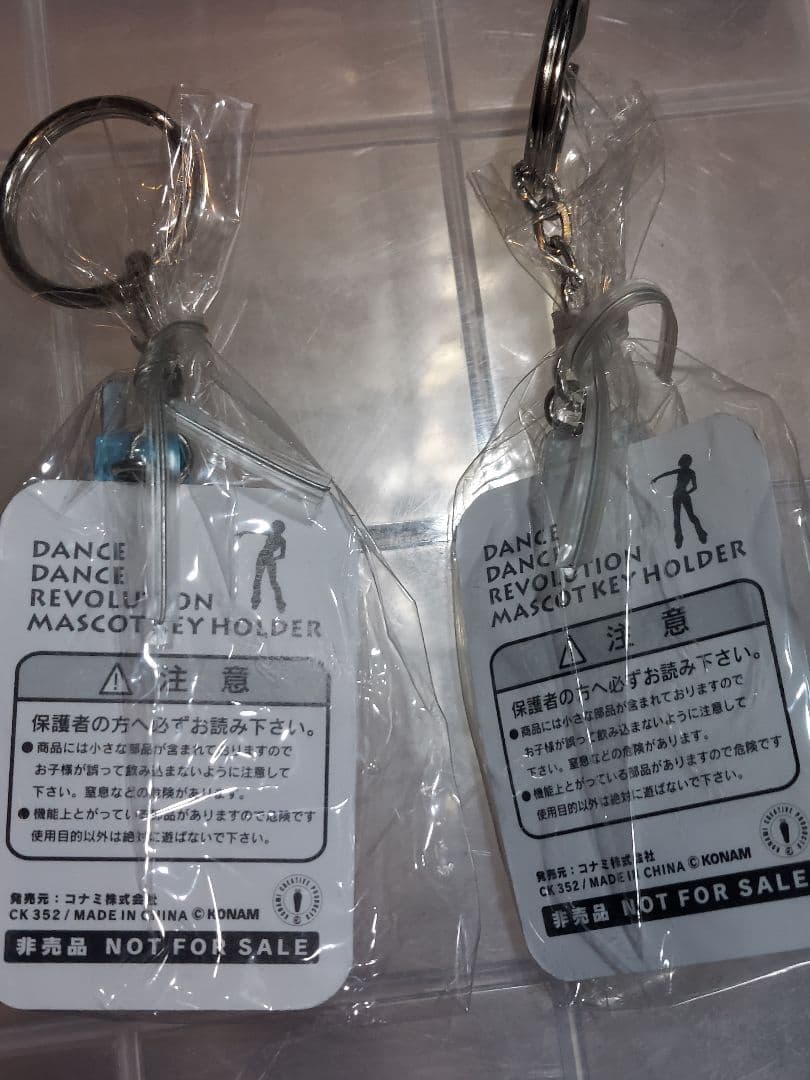 DANCE
DANCE
REVOLUTION
MASCOT KEY HOLDER
注意
保護者の方へ必ずお読み下さい。
●商品には小さな部品が含まれておりますので
お子様が誤って飲み込まないように注意して
下さい。窒息などの危険があります。
●機能上とがっている部品がありますので危険です
使用目的以外は絶対に遊ばないで下さい。
発売元：コナミ株式会社
CK 352 / MADE IN CHINA © KONAMI
KONAMI CREATIVE PRODUCTS
非売品 NOT FOR SALE
DANCE
DANCE
REVOLUTION
MASCOT KEY HOLDER
注意
保護者の方へ必ずお読み下さい。
●商品には小さな部品が含まれておりますので
お子様が誤って飲み込まないように注意して
下さい。窒息などの危険があります。
●機能上とがっている部品がありますので危険です
使用目的以外は絶対に遊ばないで下さい。
発売元：コナミ株式会社
CK 352 / MADE IN CHINA © KONAMI
KONAMI CREATIVE PRODUCTS
非売品 NOT FOR SALE